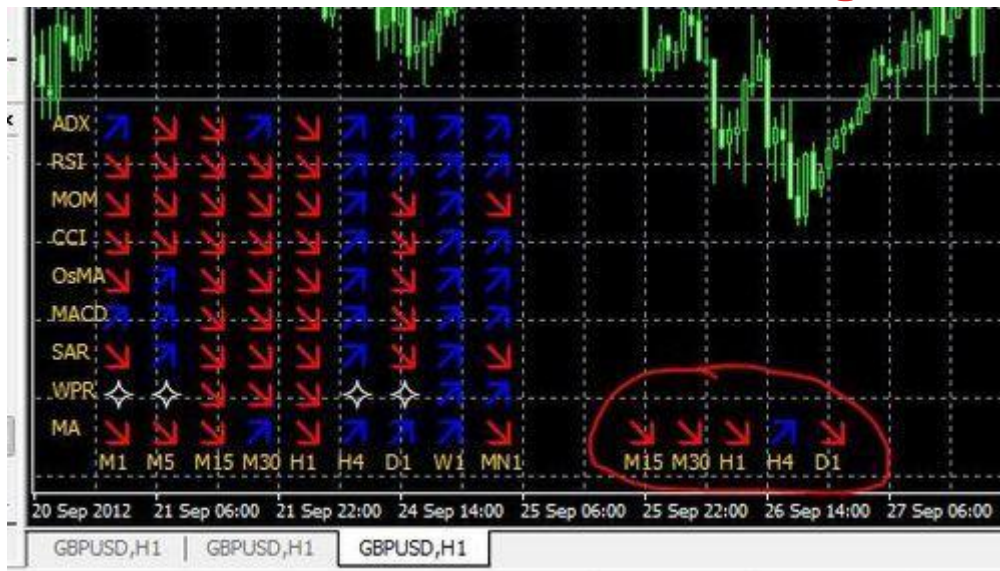 ADX
RSI
MOM
CCI
OsMA
MACD
SAR
WPR
MA
M1 M5 M15 M30 H1 H4 D1 W1 MN1
M15 M30 H1 H4 D1
20 Sep 2012 21 Sep 06:00 21 Sep 22:00 24 Sep 14:00 25 Sep 06:00 25 Sep 22:00 26 Sep 14:00 27 Sep 06:00
GBPUSD,H1 GBPUSD,H1 GBPUSD,H1